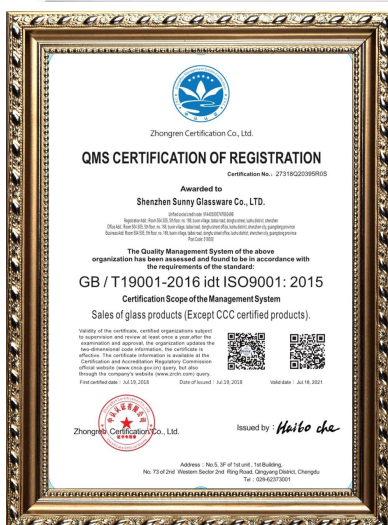 Zhongren Certification Co., Ltd.
QMS CERTIFICATION OF REGISTRATION
Certification No.: 27318Q20395R0S
Awarded to
Shenzhen Sunny Glassware Co., LTD.
The Quality Management System of the above
organization has been assessed and found to be in accordance with
the requirements of the standard:
GB / T19001-2016 idt ISO9001: 2015
Certification Scope of the Management System
Sales of glass products (Except CCC certified products).
Validity of the certificate, certified organizations subject
to supervision and review at least once a year,after the
examination and approval, the organization updates the
two-dimensional code information, the certificate is
effective. The certificate information is available at the
Certification and Accreditation Regulatory Commission
official website (www.cnca.gov.cn) query, but also
through the company's website (www.zrcln.com) query.
First certified date : Jul.19, 2018 Date of Issued : Jul.19, 2018 Valid date : Jul.18, 2021
Zhongren Certification Co., Ltd.
Issued by : Haibo che
Address : No.5, 3F of 1st unit , 1st Building,
No. 73 of 2nd Western Sector 2nd Ring Road, Qingyang District, Chengdu
Tel : 028-62373001